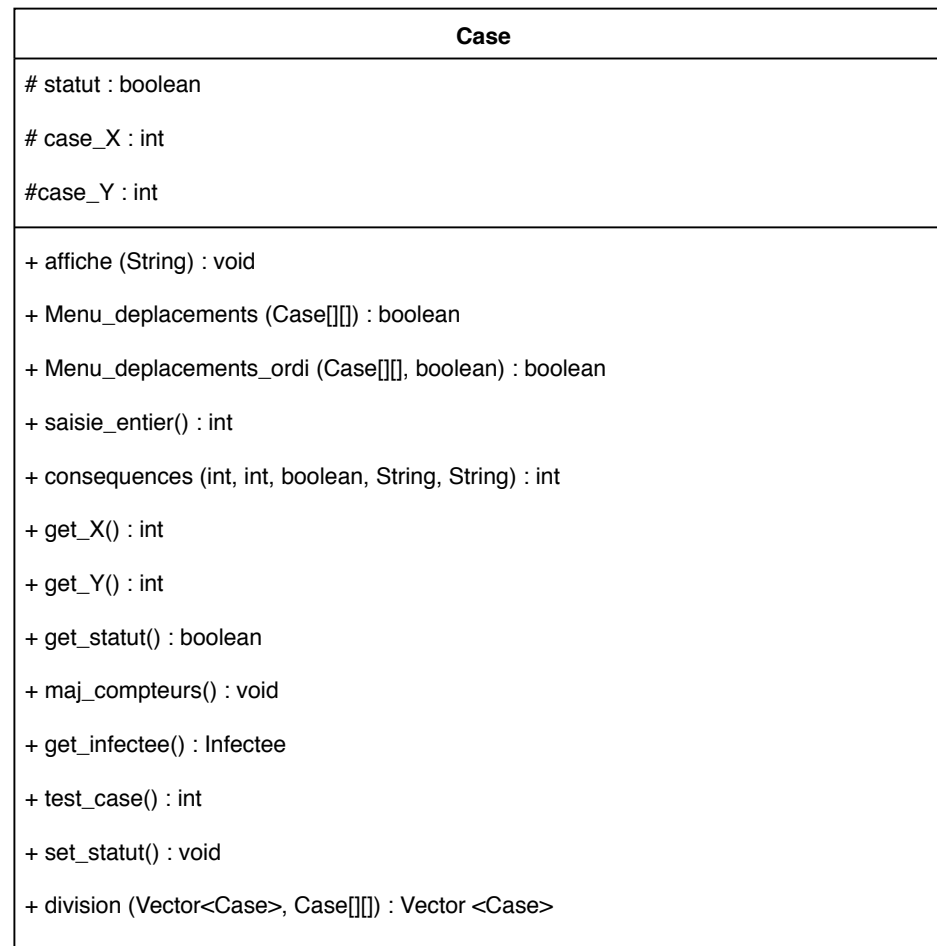 Case
# statut : boolean
# case_X : int
#case_Y : int
+ affiche (String) : void
+ Menu_deplacements (Case[][]) : boolean
+ Menu_deplacements_ordi (Case[][], boolean) : boolean
+ saisie_entier() : int
+ consequences (int, int, boolean, String, String) : int
+ get_X() : int
+ get_Y() : int
+ get_statut() : boolean
+ maj_compteurs() : void
+ get_infectee() : Infectee
+ test_case() : int
+ set_statut() : void
+ division (Vector<Case>, Case[][]) : Vector <Case>